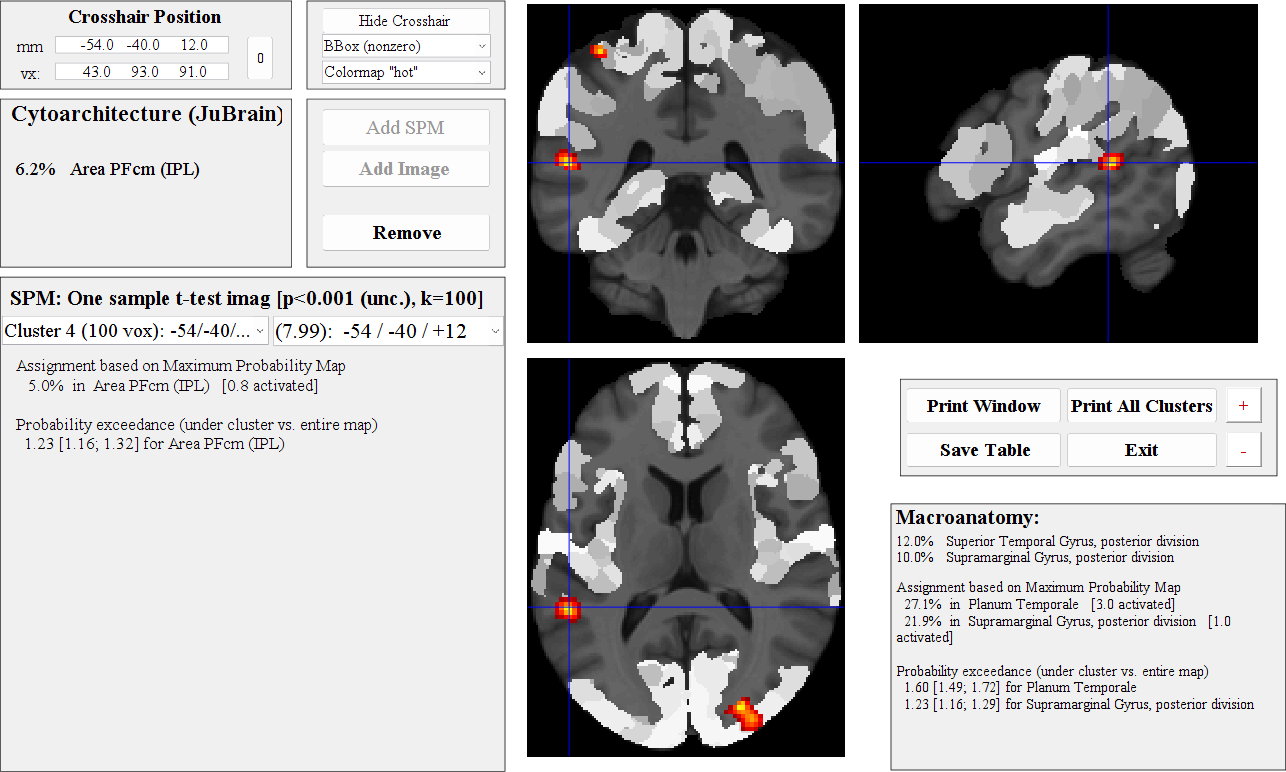 Crosshair Position
mm -54.0 -40.0 12.0
vx: 43.0 93.0 91.0
0
Hide Crosshair
BBox (nonzero)
Colormap "hot"
Cytoarchitecture (JuBrain)
6.2% Area PFcm (IPL)
Add SPM
Add Image
Remove
SPM: One sample t-test imag [p<0.001 (unc.), k=100]
Cluster 4 (100 vox): -54/-40/... (7.99): -54 / -40 / +12
Assignment based on Maximum Probability Map
5.0% in Area PFcm (IPL) [0.8 activated]
Probability exceedance (under cluster vs. entire map)
1.23 [1.16; 1.32] for Area PFcm (IPL)
Print Window Print All Clusters +
Save Table Exit -
Macroanatomy:
12.0% Superior Temporal Gyrus, posterior division
10.0% Supramarginal Gyrus, posterior division
Assignment based on Maximum Probability Map
27.1% in Planum Temporale [3.0 activated]
21.9% in Supramarginal Gyrus, posterior division [1.0
activated]
Probability exceedance (under cluster vs. entire map)
1.60 [1.49; 1.72] for Planum Temporale
1.23 [1.16; 1.29] for Supramarginal Gyrus, posterior division